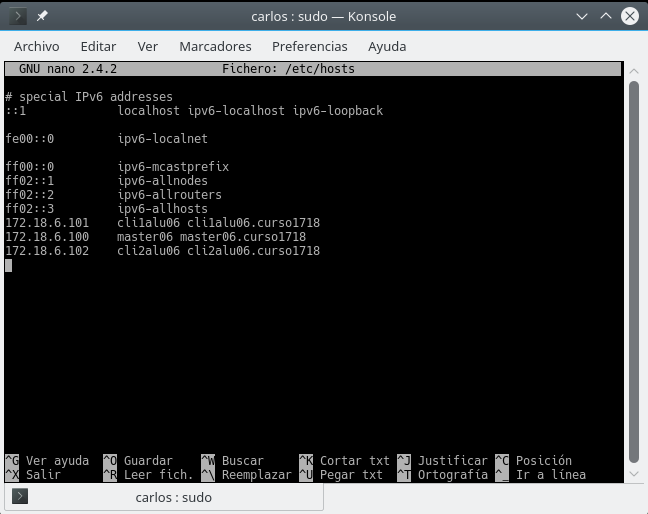 carlos : sudo — Konsole
Archivo Editar Ver Marcadores Preferencias Ayuda
GNU nano 2.4.2 Fichero: /etc/hosts
# special IPv6 addresses
::1 localhost ipv6-localhost ipv6-loopback
fe00::0 ipv6-localnet
ff00::0 ipv6-mcastprefix
ff02::1 ipv6-allnodes
ff02::2 ipv6-allrouters
ff02::3 ipv6-allhosts
172.18.6.101 cli1alu06 cli1alu06.curso1718
172.18.6.100 master06 master06.curso1718
172.18.6.102 cli2alu06 cli2alu06.curso1718
^G Ver ayuda ^O Guardar ^W Buscar ^K Cortar txt ^J Justificar ^C Posición
^X Salir ^R Leer fich. ^\ Reemplazar ^U Pegar txt ^T Ortografía ^_ Ir a línea
carlos : sudo